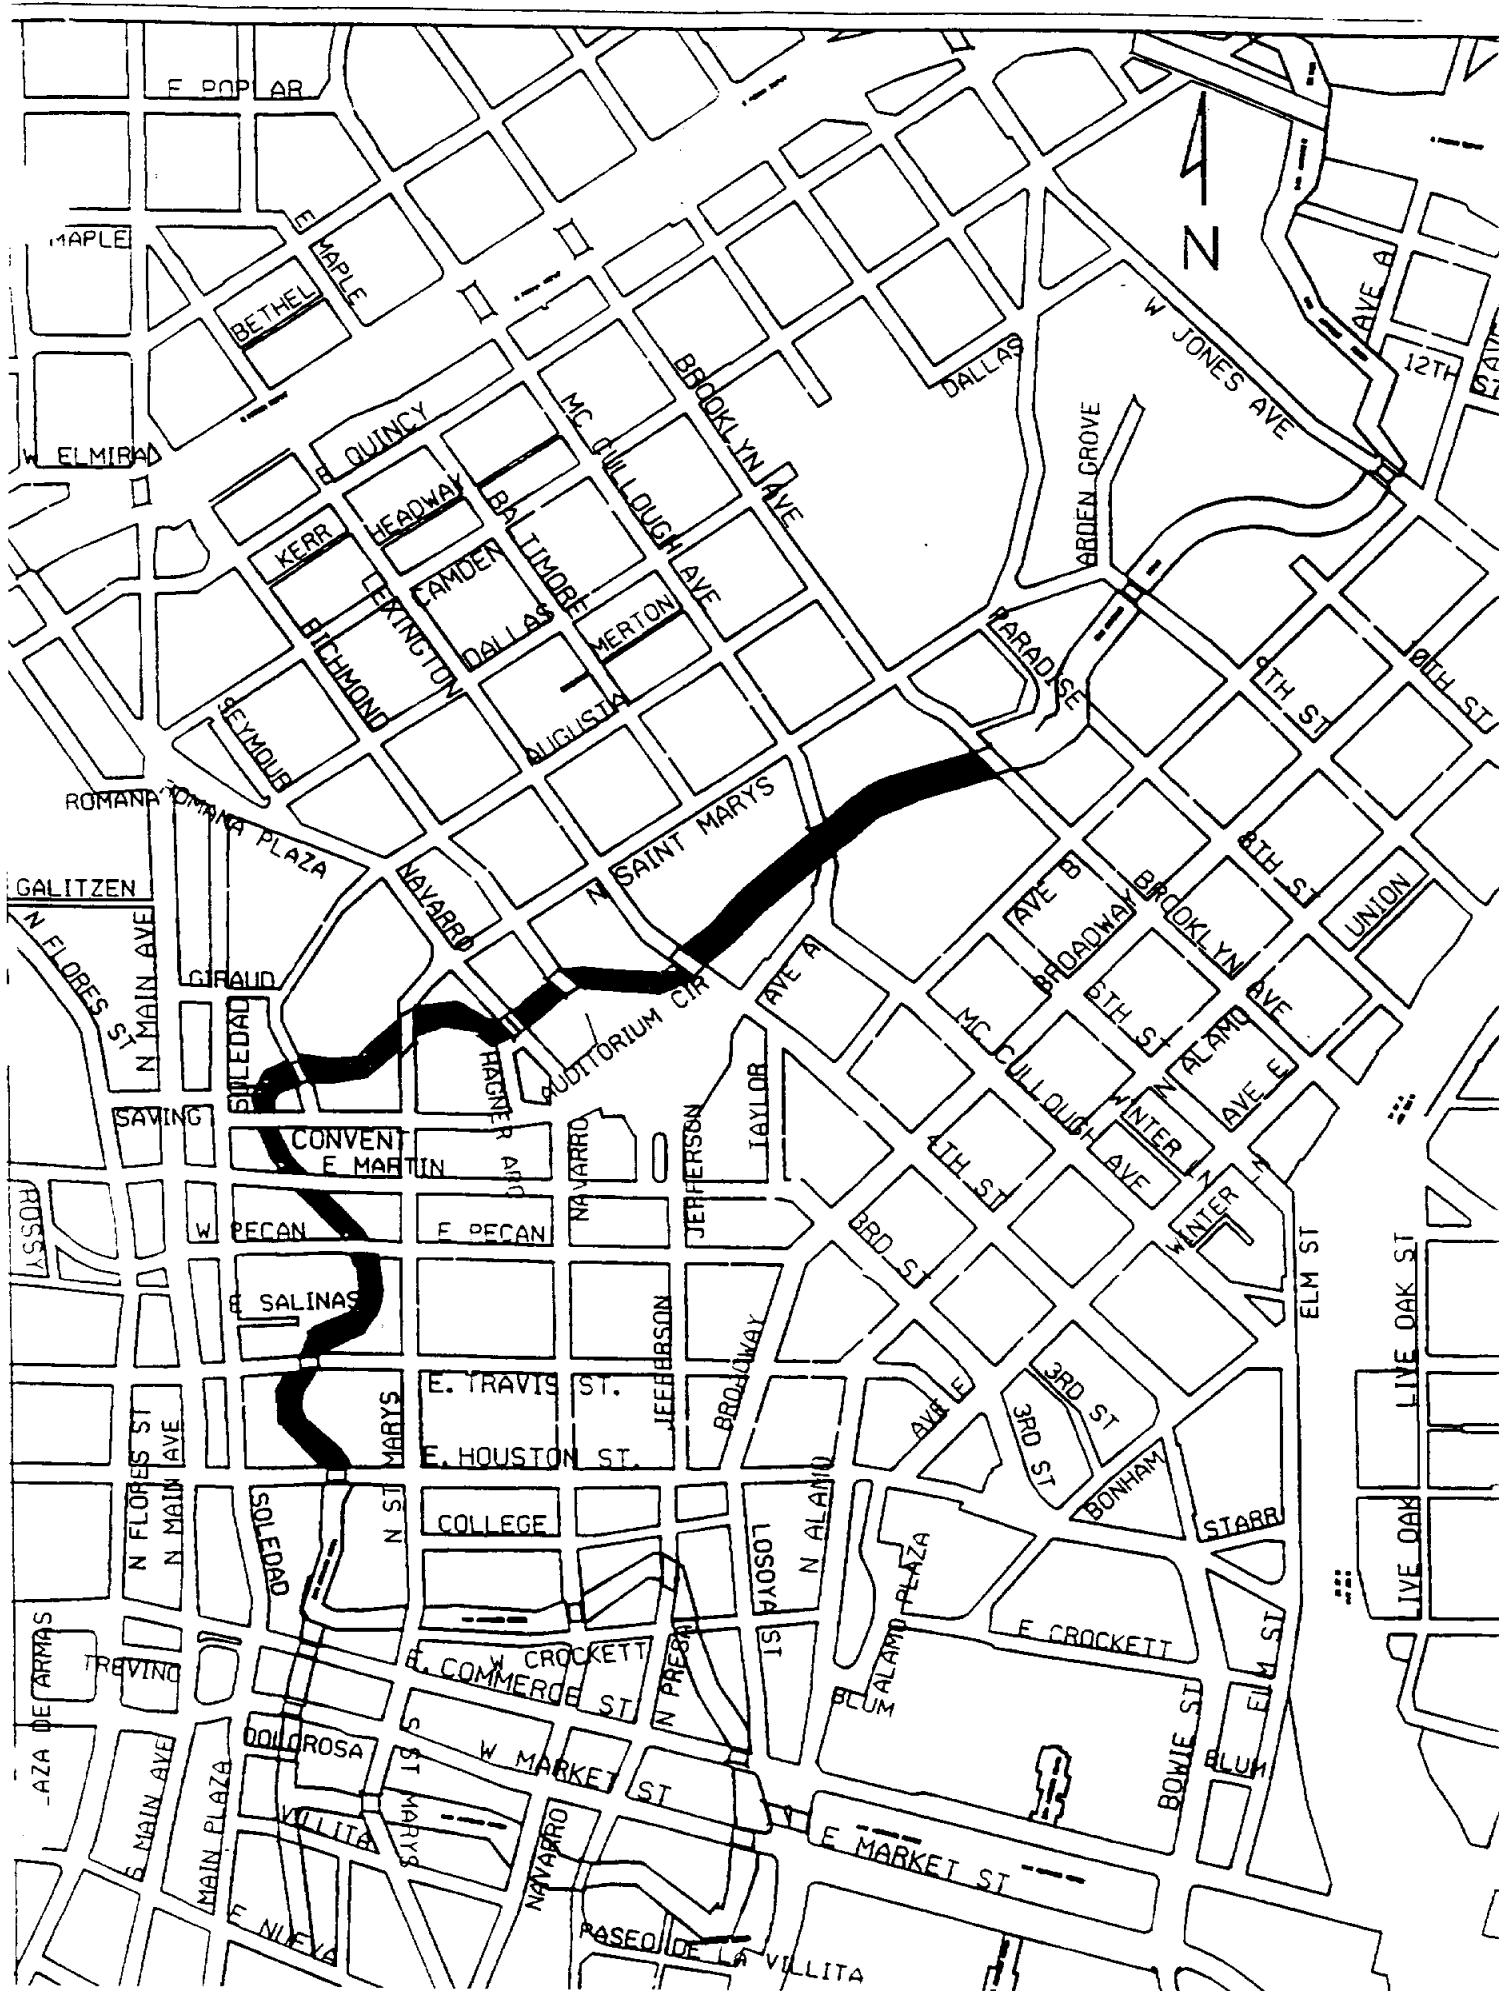 E POPLAR
MAPLE
E MAPLE
N
BETHEL
AVE A
W JONES AVE
12TH ST
DALLAS
BROOKLYN AVE
MC CULLOUGH AVE
ARDEN GROVE
QUINCY
W ELMIRA
HEADWAY
BALTIMORE
KERR
CAMDEN
LEXINGTON
RICHMOND
DALLAS
MERTON
PARADISE
9TH ST
10TH ST
SEYMOUR
AUGUSTA
ROMANA
ROMANA PLAZA
N SAINT MARYS
GALITZEN
NAVARRO
8TH ST
UNION
AVE B
BROADWAY
BROOKLYN AVE
N FLORES ST
N MAIN AVE
GIRAUD
SOLEDAD
AVE A
AUDITORIUM CIR
6TH ST
N ALAMO
AVE E
MC CULLOUGH AVE
WINTER LN
WINTER LN
HAGNER
TAYLOR
SAVING
CONVENT
E MARTIN
NAVARRO
JEFFERSON
4TH ST
3RD ST
ROSSY
W PECAN
E PECAN
ELM ST
LIVE OAK ST
E SALINAS
JEFFERSON
BROADWAY
E. TRAVIS ST.
AVE E
3RD ST
3RD ST
N FLORES ST
N MAIN AVE
N ST MARYS
E. HOUSTON ST.
BONHAM
STARR
SOLEDAD
COLLEGE
LOSOYA ST
N ALAMO
ALAMO PLAZA
LIVE OAK
TREVINO
W CROCKETT
E. COMMERCE ST.
N PRESA
E CROCKETT
ELM ST
BLUM
DOLOROSA
S ST MARYS
W MARKET ST
BOWIE ST
BLUM
S MAIN AVE
MAIN PLAZA
VILLITA
NAVARRO
E MARKET ST
E NUEVA
PASEO DE LA VILLITA